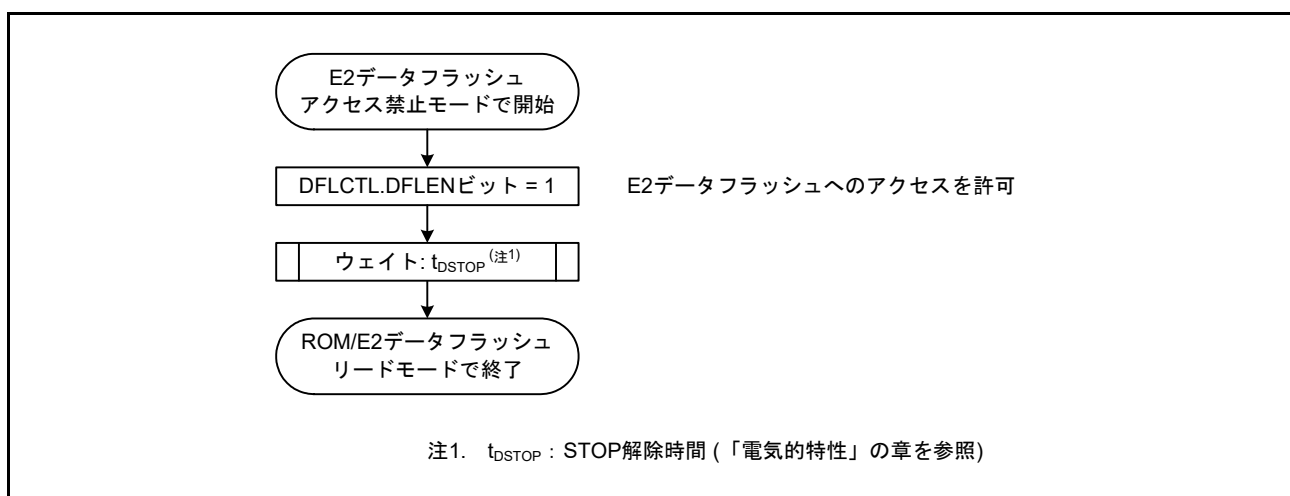 E2データフラッシュ
アクセス禁止モードで開始
DFLCTL.DFLENビット = 1
E2データフラッシュへのアクセスを許可
ウェイト: tDSTOP (注1)
ROM/E2データフラッシュ
リードモードで終了
注1. tDSTOP : STOP解除時間 (「電気的特性」の章を参照)